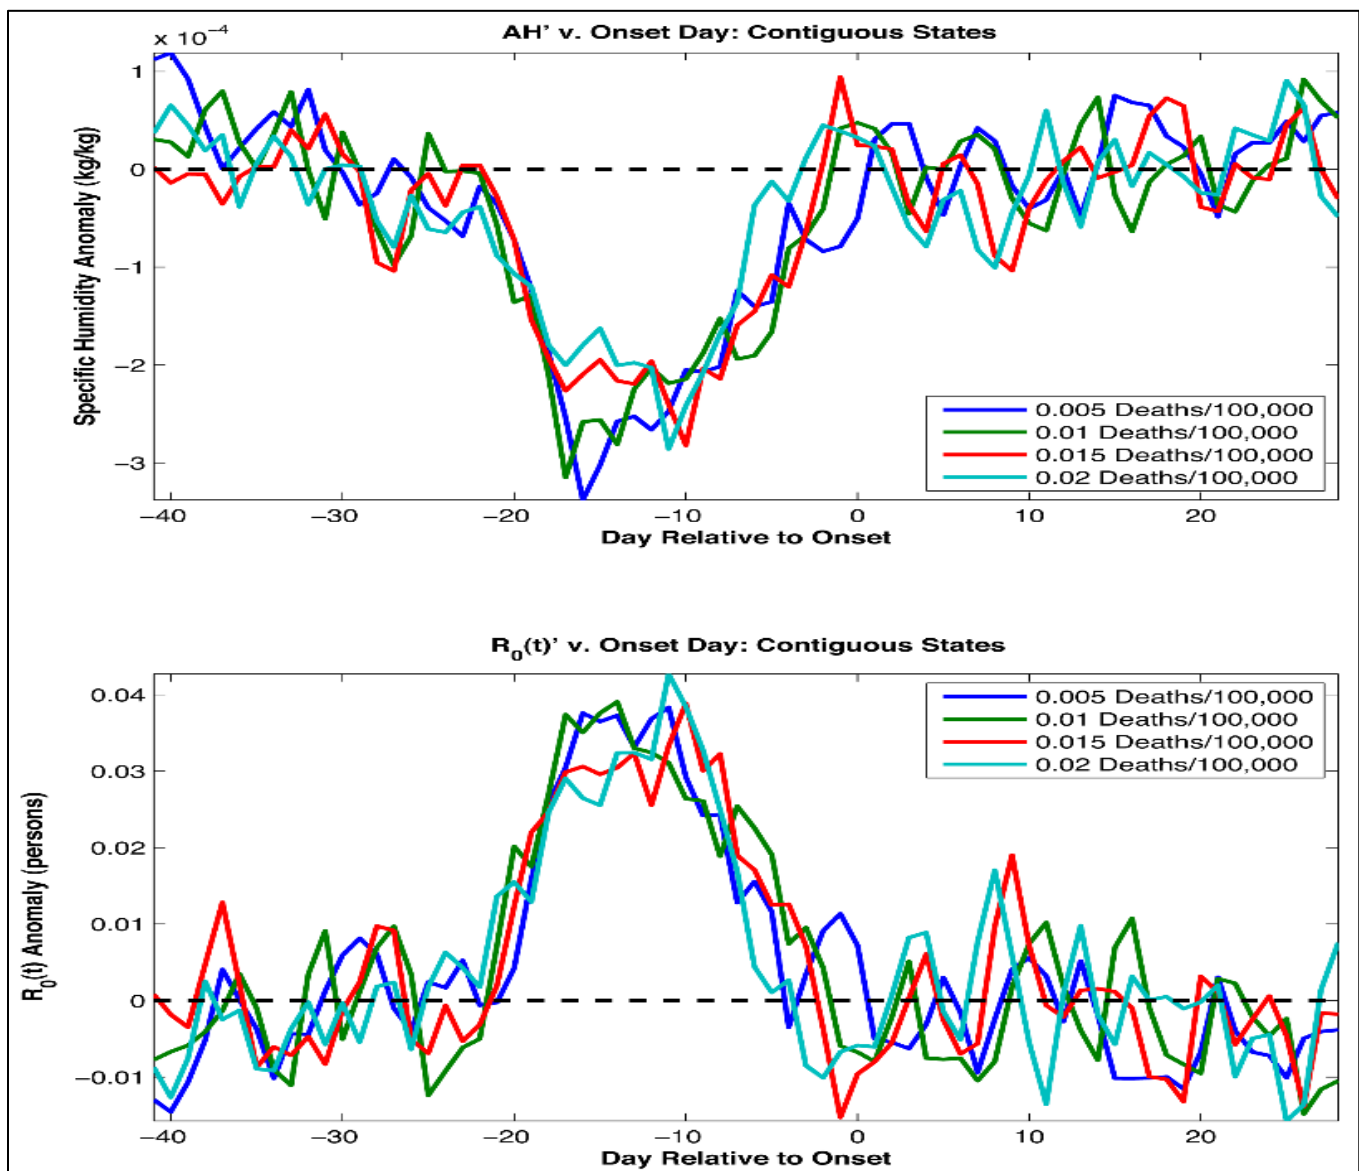 AH' v. Onset Day: Contiguous States
x 10⁻⁴
Specific Humidity Anomaly (kg/kg)
1
0
−1
−2
−3
0.005 Deaths/100,000
0.01 Deaths/100,000
0.015 Deaths/100,000
0.02 Deaths/100,000
−40 −30 −20 −10 0 10 20
Day Relative to Onset
R₀(t)' v. Onset Day: Contiguous States
R₀(t) Anomaly (persons)
0.04
0.03
0.02
0.01
0
−0.01
0.005 Deaths/100,000
0.01 Deaths/100,000
0.015 Deaths/100,000
0.02 Deaths/100,000
−40 −30 −20 −10 0 10 20
Day Relative to Onset